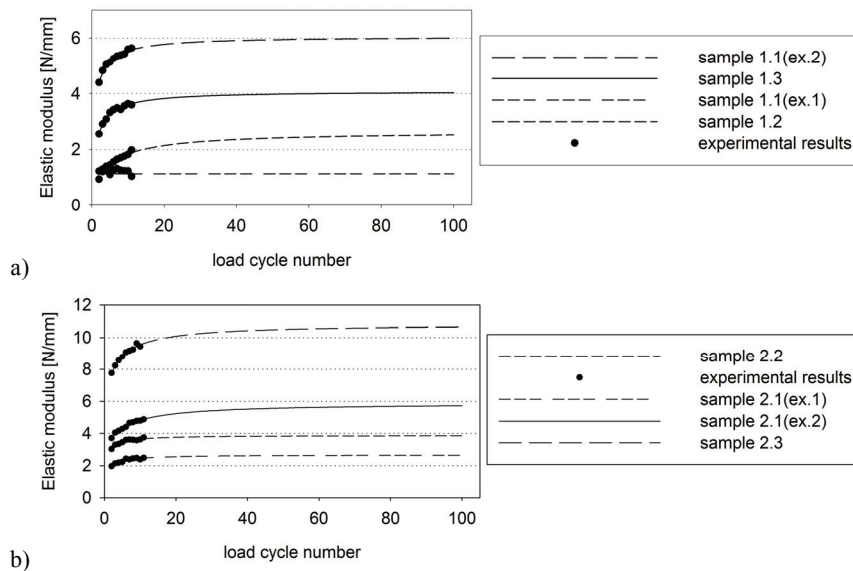 Elastic modulus [N/mm]
6
4
2
0
0 20 40 60 80 100
load cycle number
sample 1.1(ex.2)
sample 1.3
sample 1.1(ex.1)
sample 1.2
experimental results
a)
Elastic modulus [N/mm]
12
10
8
6
4
2
0
0 20 40 60 80 100
load cycle number
sample 2.2
experimental results
sample 2.1(ex.1)
sample 2.1(ex.2)
sample 2.3
b)